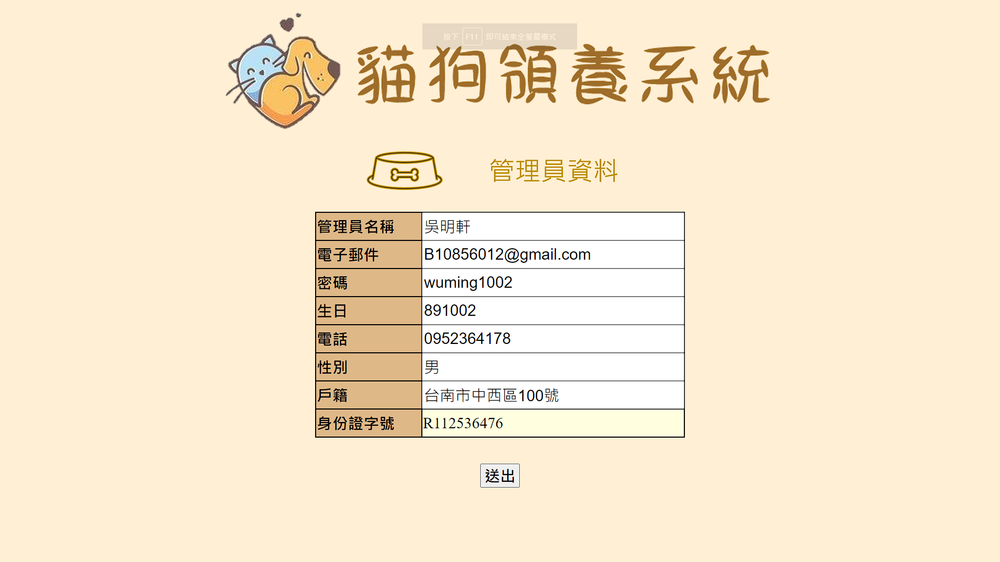 按下 F11 即可結束全螢幕模式
貓狗領養系統
管理員資料
管理員名稱 吳明軒
電子郵件 B10856012@gmail.com
密碼 wuming1002
生日 891002
電話 0952364178
性別 男
戶籍 台南市中西區100號
身份證字號 R112536476
送出